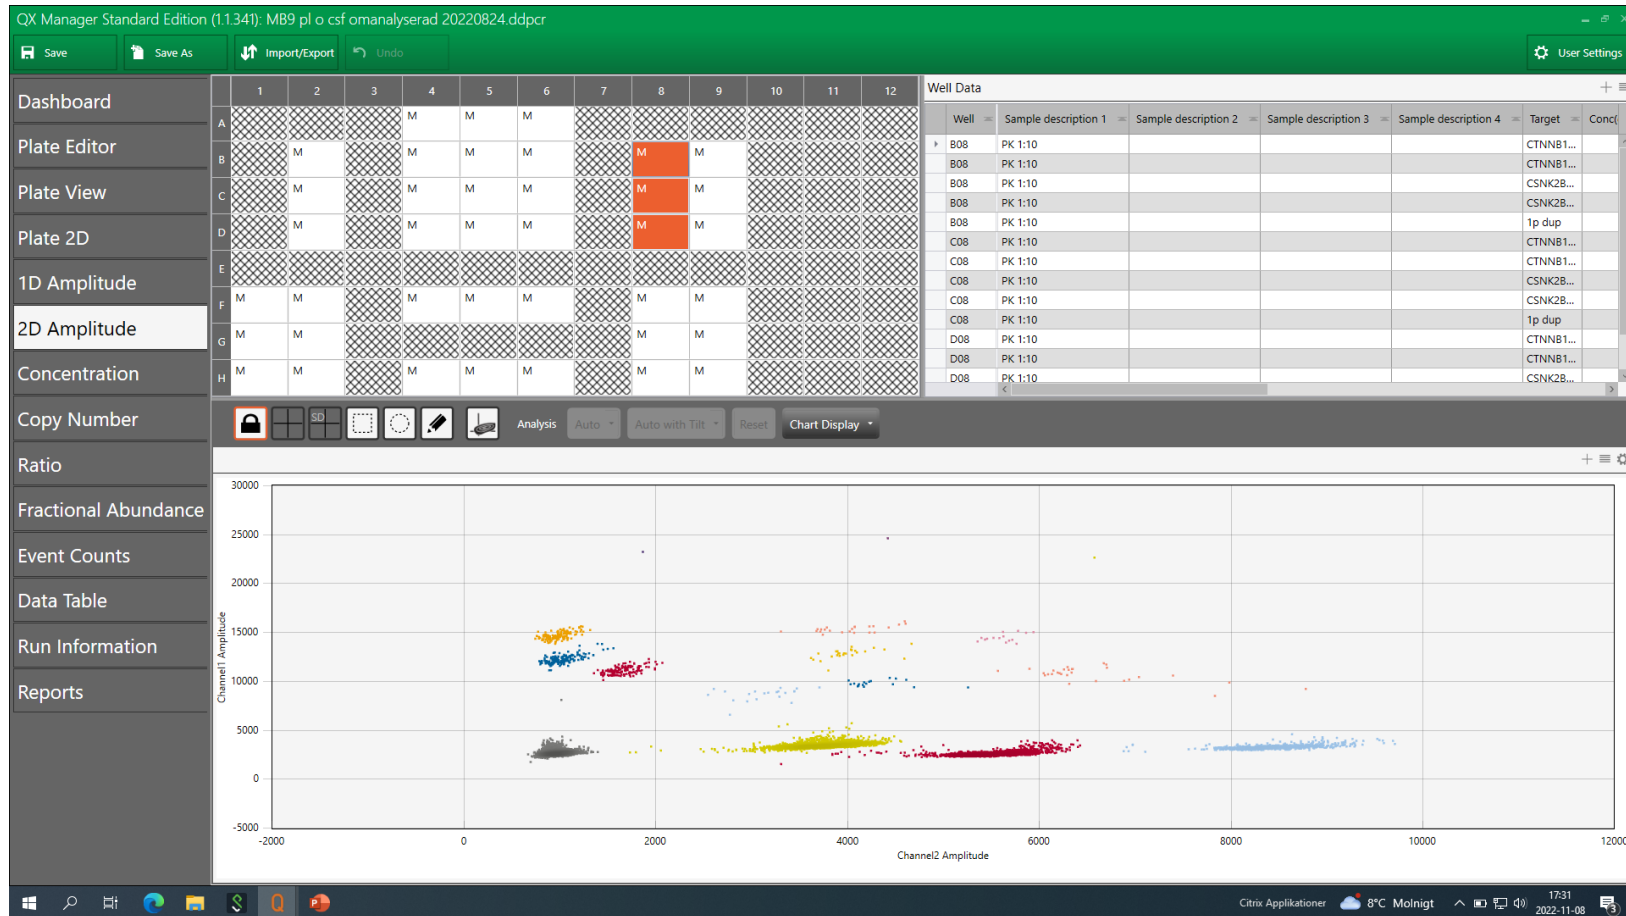 QX Manager Standard Edition (1.1.341): MB9 pl o csf omanalyserad 20220824.ddpcr
Save Save As Import/Export Undo User Settings
Dashboard
Plate Editor
Plate View
Plate 2D
1D Amplitude
2D Amplitude
Concentration
Copy Number
Ratio
Fractional Abundance
Event Counts
Data Table
Run Information
Reports
1 2 3 4 5 6 7 8 9 10 11 12
A M M M
B M M M M M M
C M M M M M M
D M M M M M M
E
F M M M M M M M
G M M M M
H M M M M M M M
Well Data
Well Sample description 1 Sample description 2 Sample description 3 Sample description 4 Target Conc(
B08 PK 1:10 CTNNB1...
B08 PK 1:10 CTNNB1...
B08 PK 1:10 CSNK2B...
B08 PK 1:10 CSNK2B...
B08 PK 1:10 1p dup
C08 PK 1:10 CTNNB1...
C08 PK 1:10 CTNNB1...
C08 PK 1:10 CSNK2B...
C08 PK 1:10 CSNK2B...
C08 PK 1:10 1p dup
D08 PK 1:10 CTNNB1...
D08 PK 1:10 CTNNB1...
D08 PK 1:10 CSNK2B...
SD Analysis Auto Auto with Tilt Reset Chart Display
30000
25000
20000
15000
10000
5000
0
-5000
Channel1 Amplitude
-2000 0 2000 4000 6000 8000 10000 12000
Channel2 Amplitude
Citrix Applikationer 8°C Molnigt 17:31
2022-11-08 3